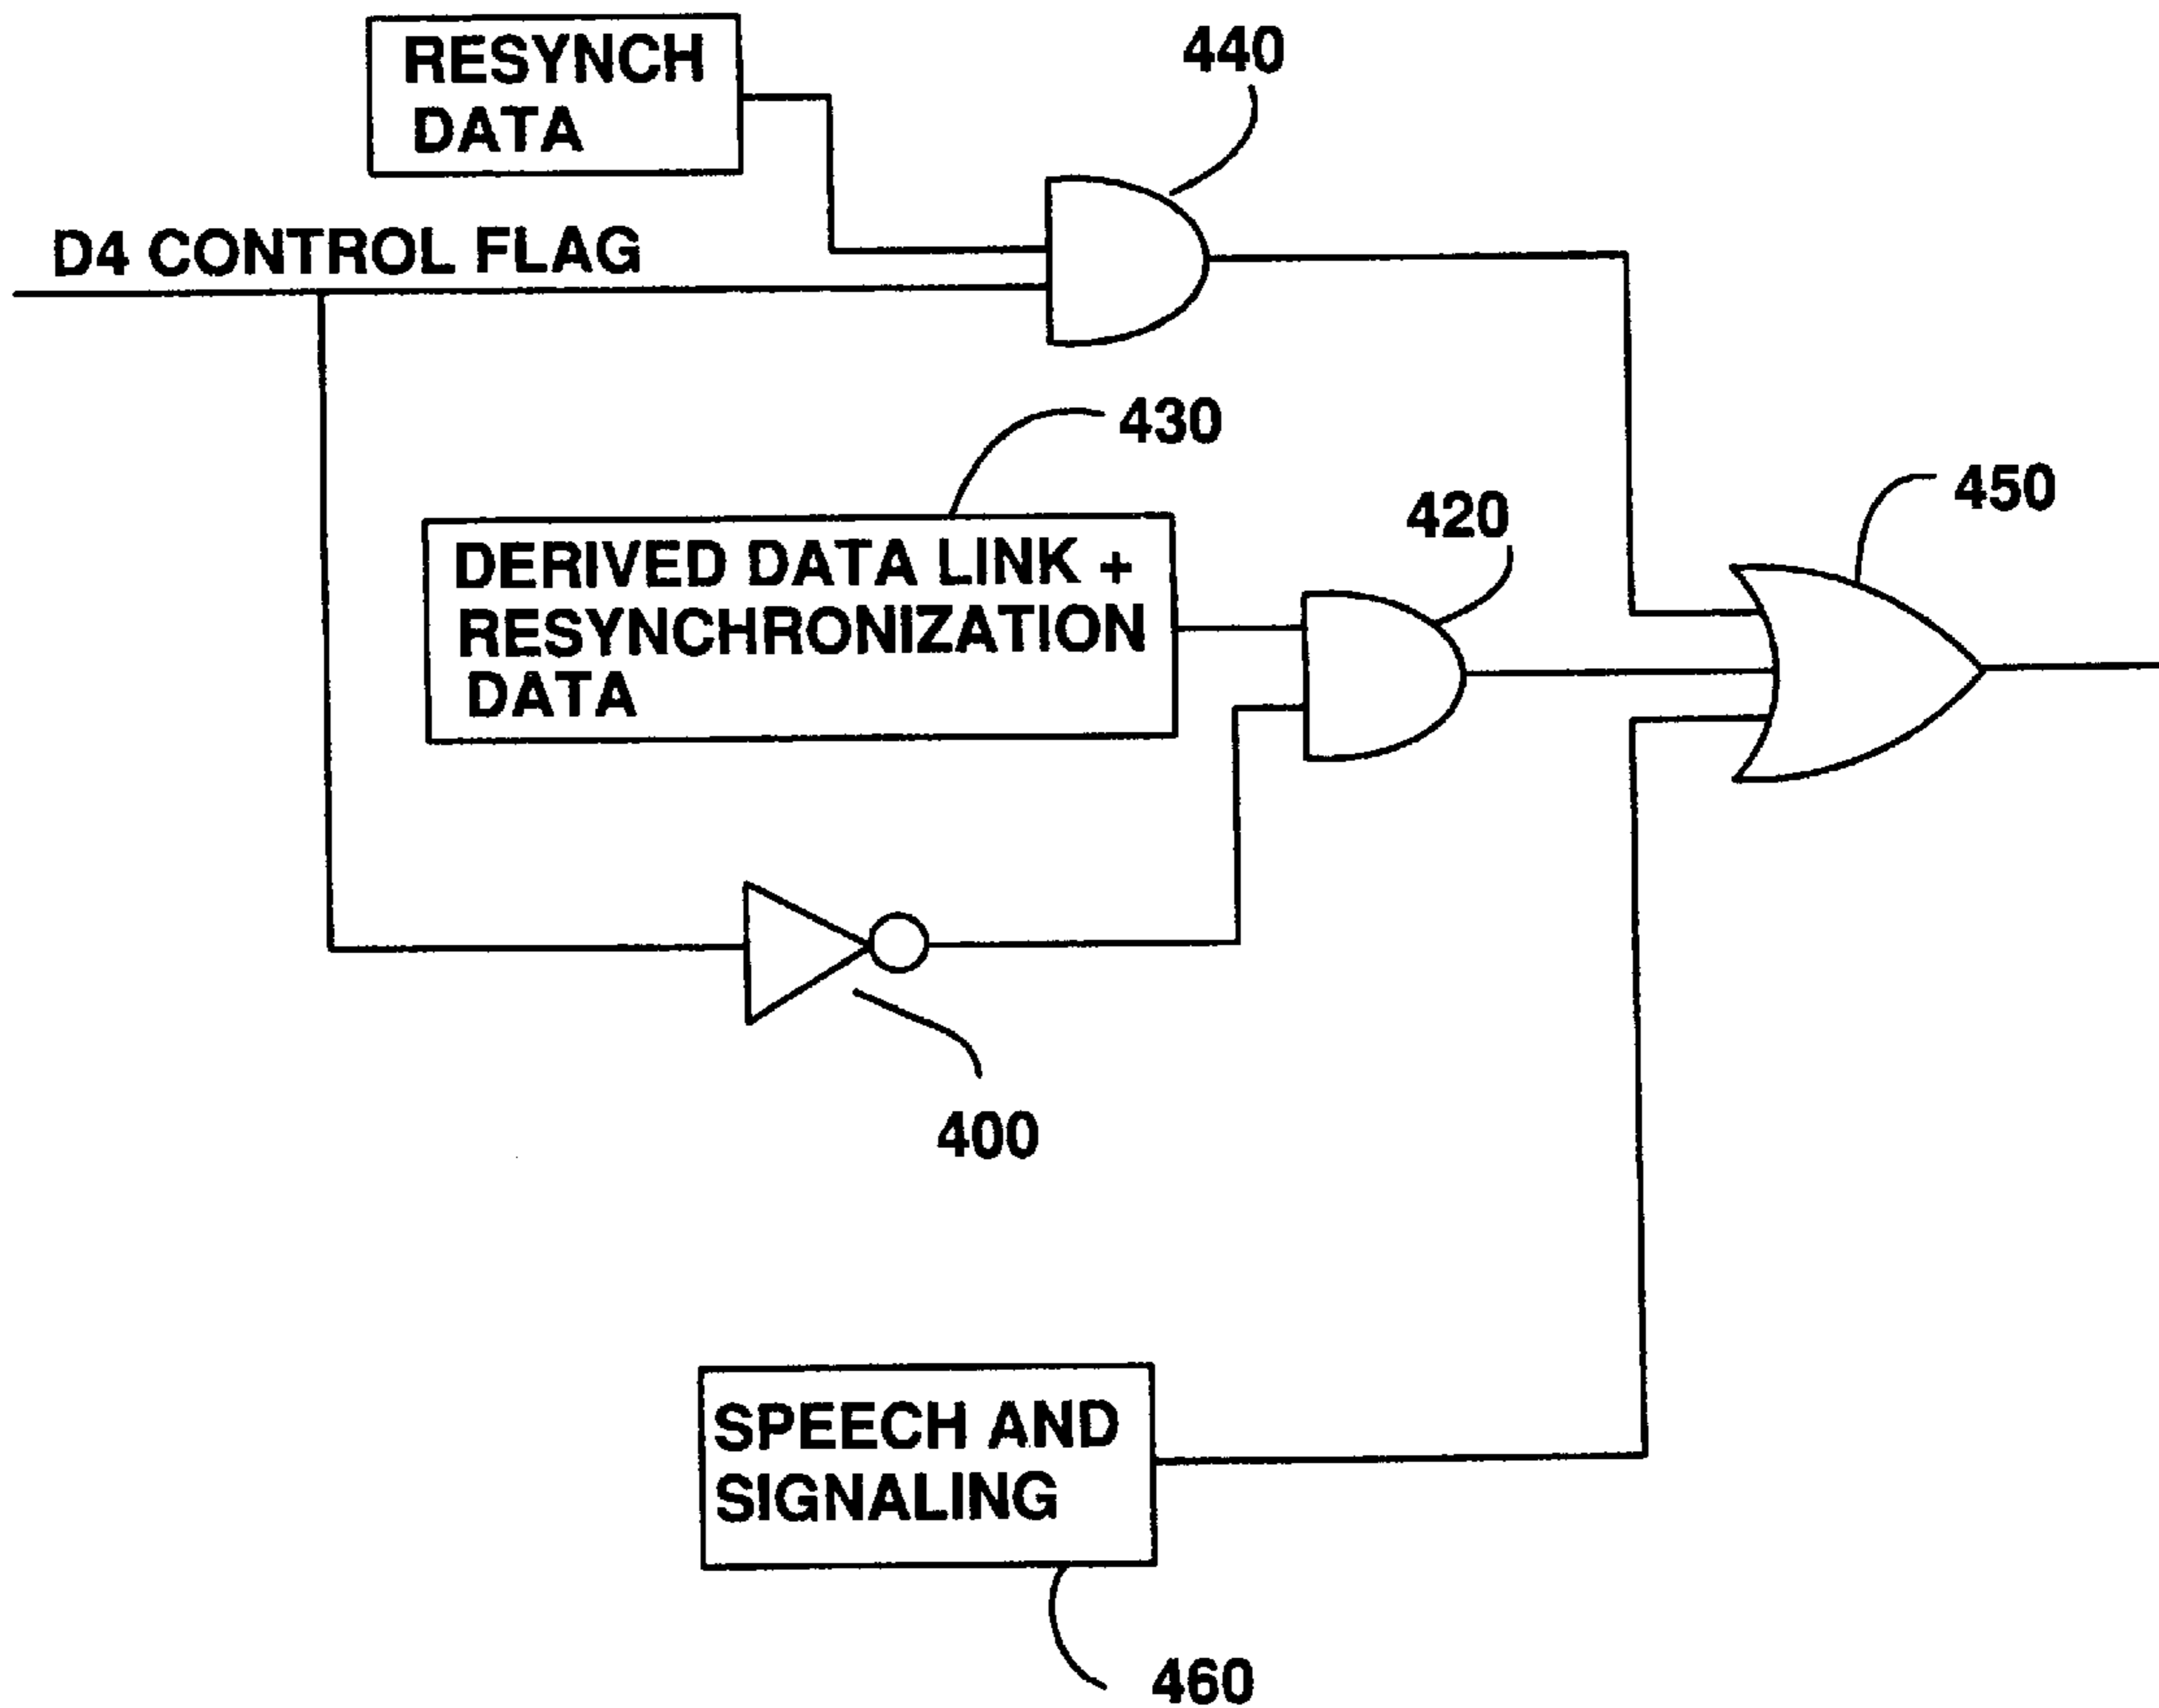 RESYNCH
DATA
440
D4 CONTROL FLAG
430
420
450
DERIVED DATA LINK +
RESYNCHRONIZATION
DATA
400
SPEECH AND
SIGNALING
460